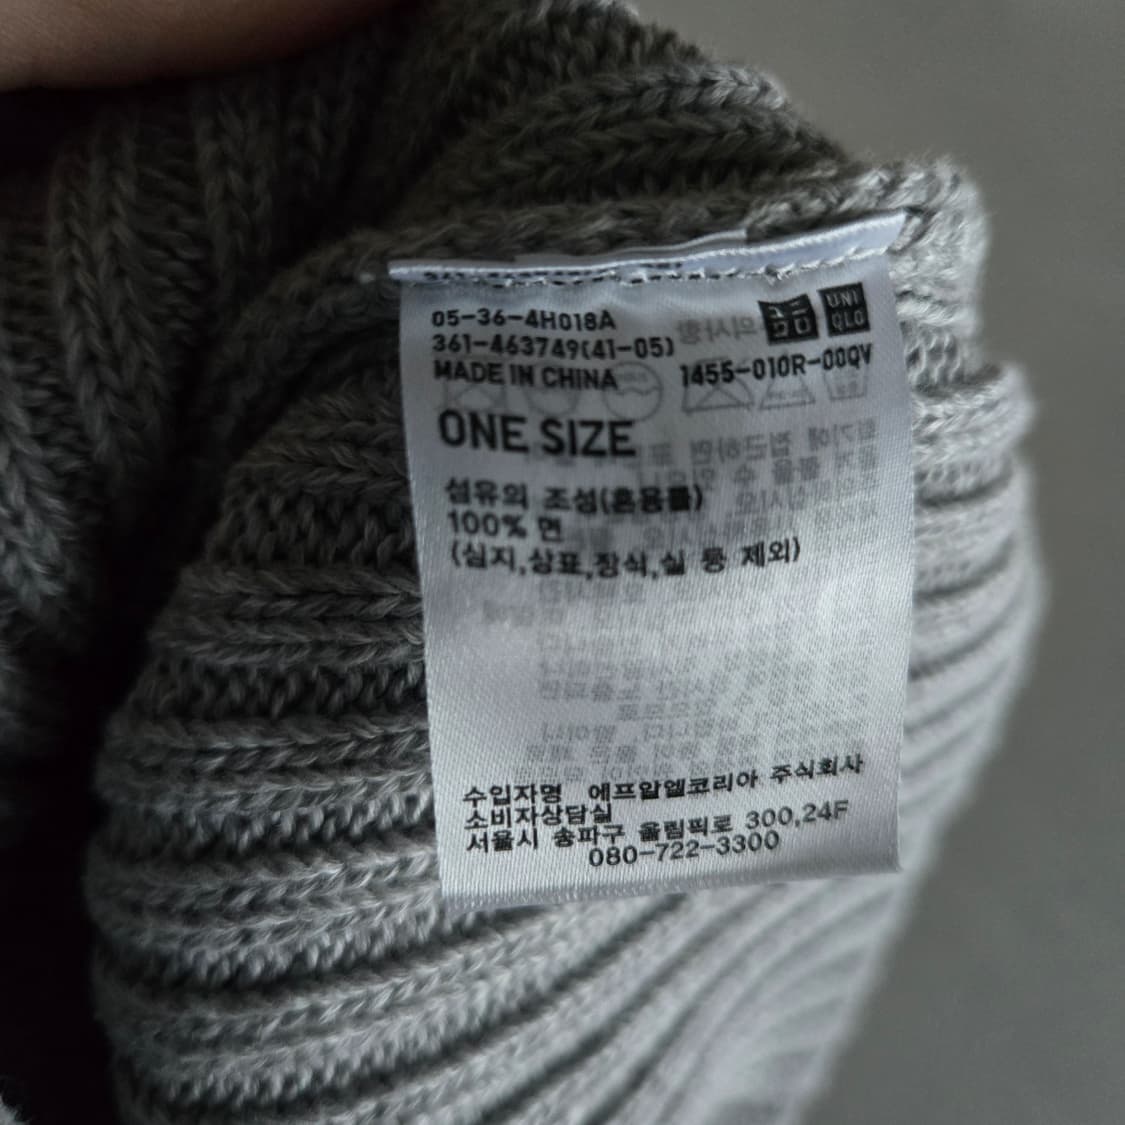 05-36-4H018A
361-463749(41-05)
MADE IN CHINA
UNI
QLO
1455-010R-00QV
ONE SIZE
섬유의 조성(혼용률)
100% 면
(심지,상표,장식,실 등 제외)
수입자명 에프알엘코리아 주식회사
소비자상담실
서울시 송파구 올림픽로 300,24F
080-722-3300